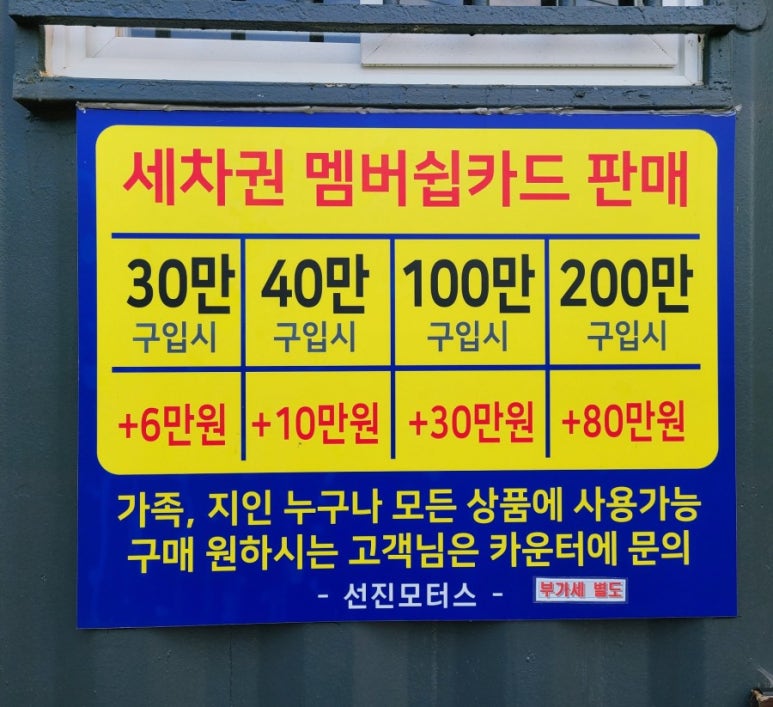 세차권 멤버쉽카드 판매
30만 40만 100만 200만
구입시 구입시 구입시 구입시
+6만원 +10만원 +30만원 +80만원
가족, 지인 누구나 모든 상품에 사용가능
구매 원하시는 고객님은 카운터에 문의
- 선진모터스 - 부가세 별도